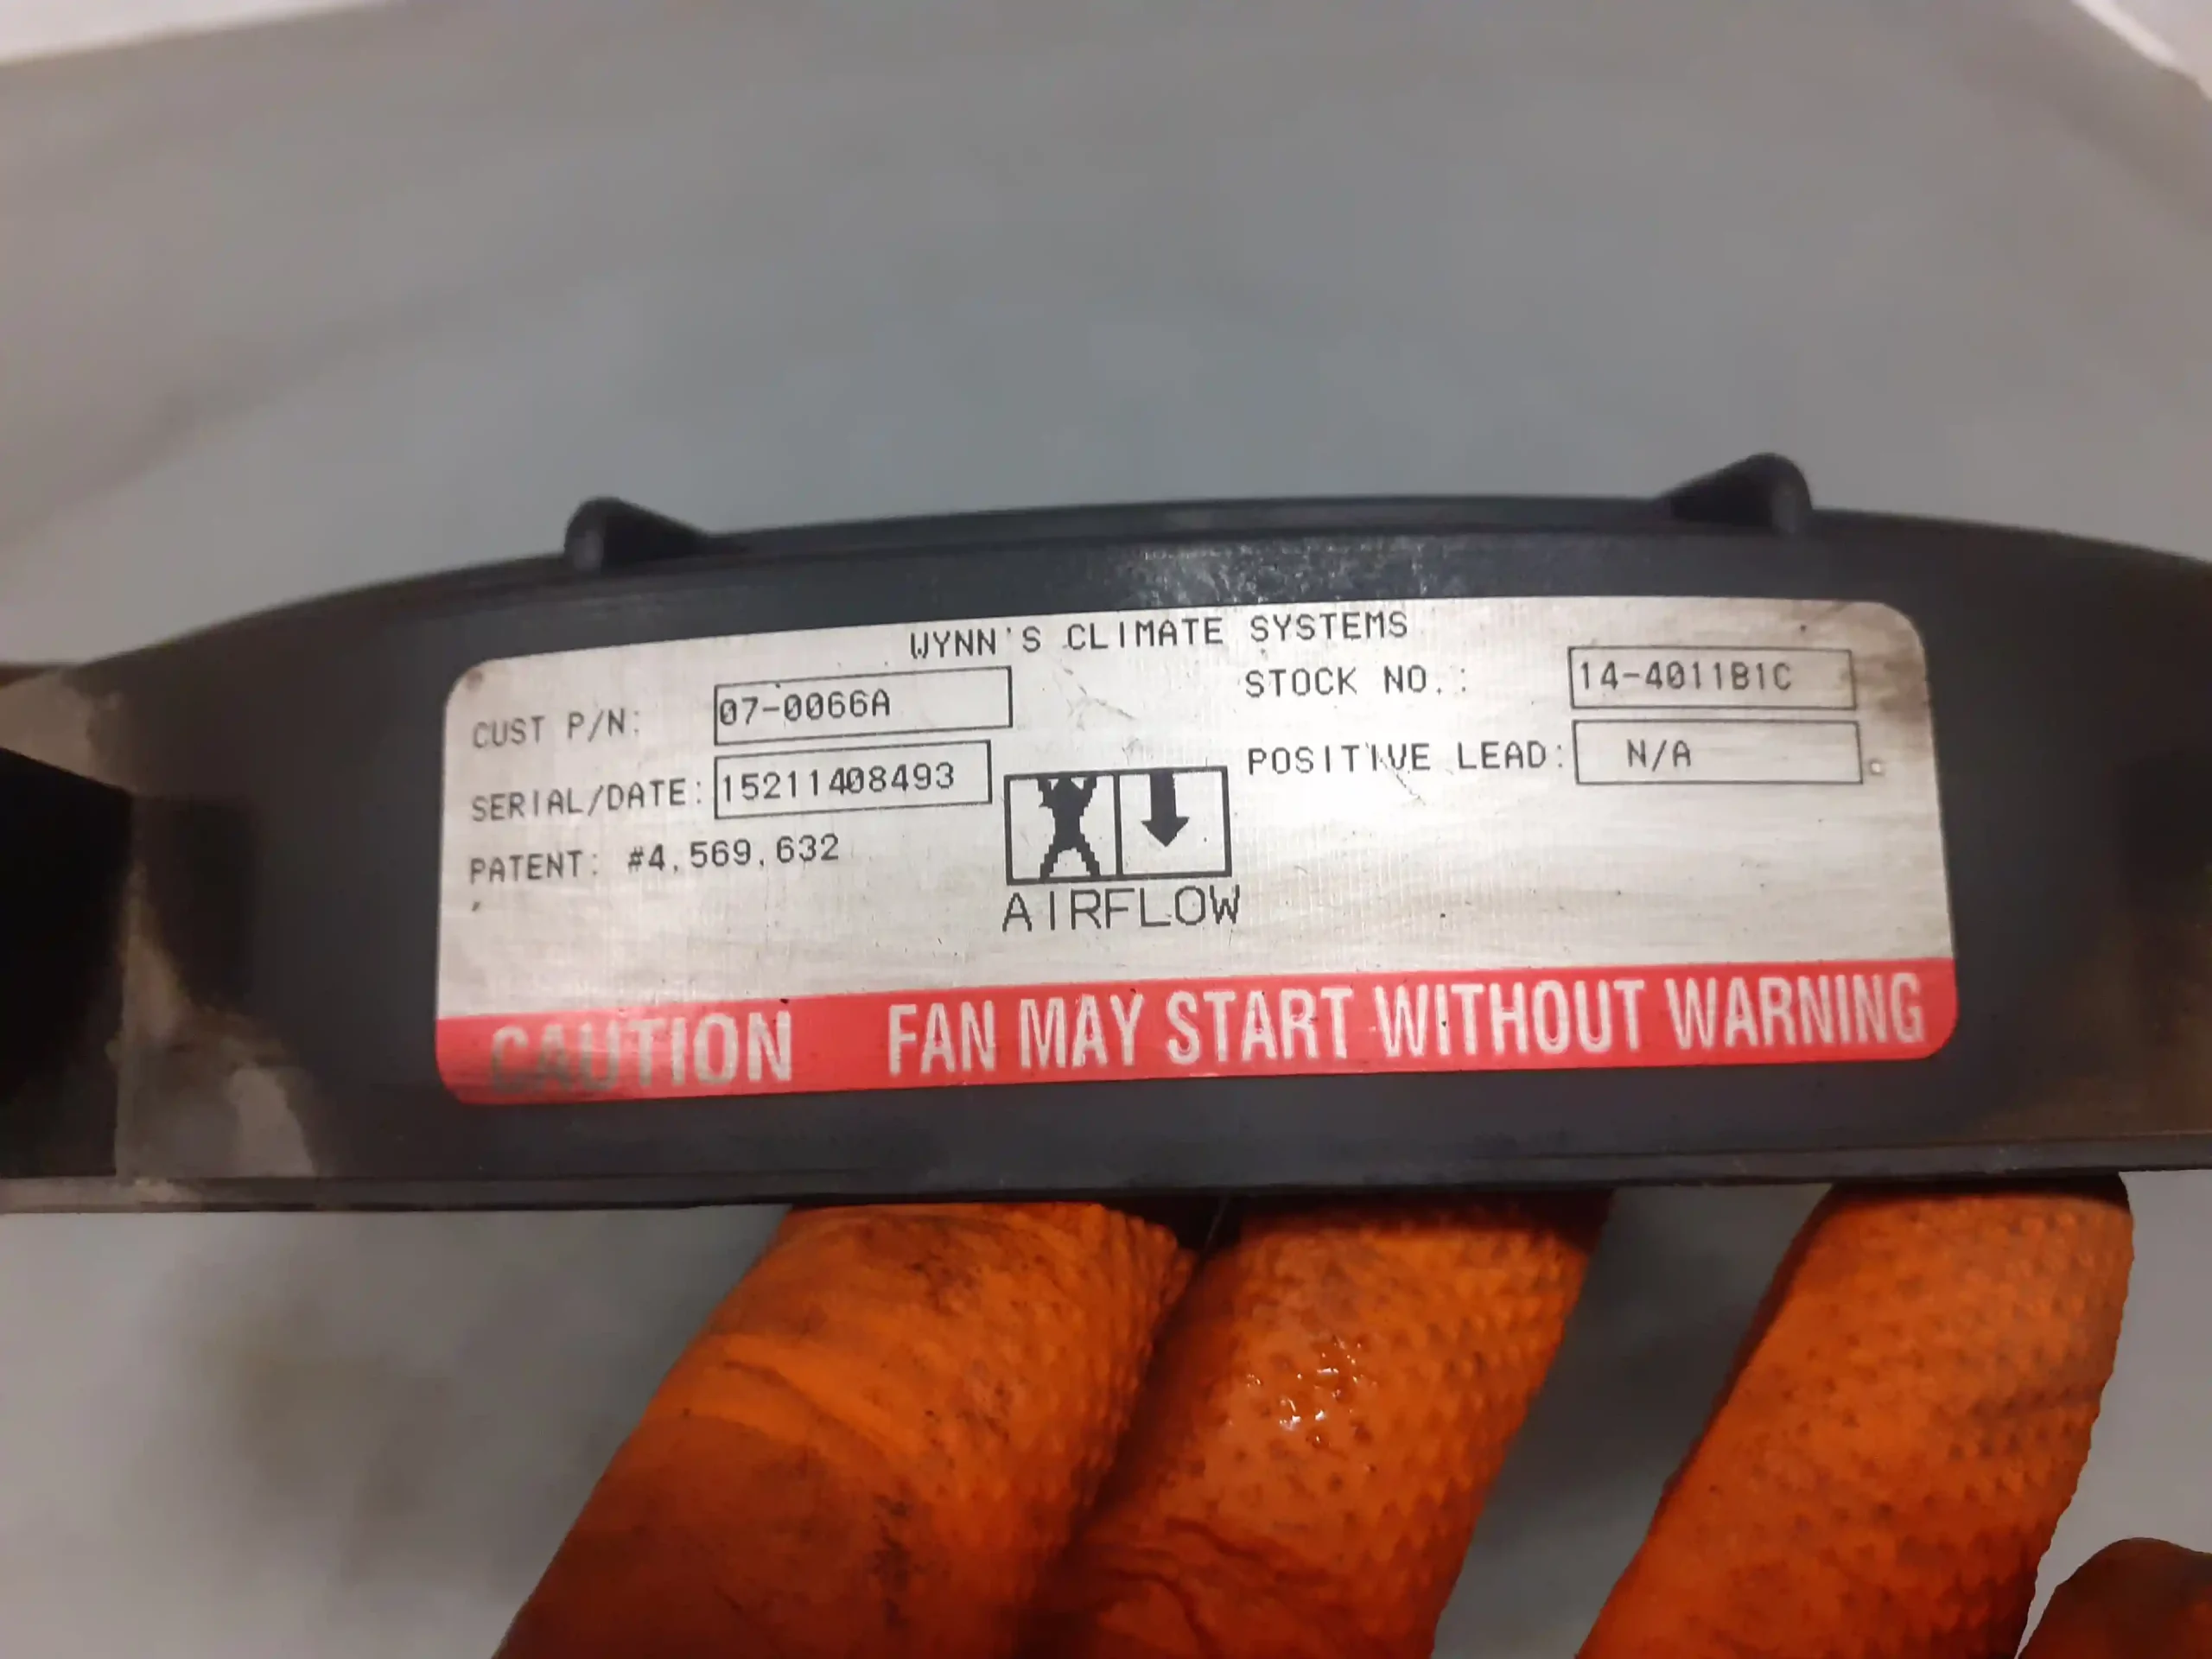 WYNN'S CLIMATE SYSTEMS
CUST P/N: 07-0066A
STOCK NO.: 14-4011B1C
SERIAL/DATE: 15211408493
POSITIVE LEAD: N/A
PATENT: #4,569,632
AIRFLOW
CAUTION FAN MAY START WITHOUT WARNING